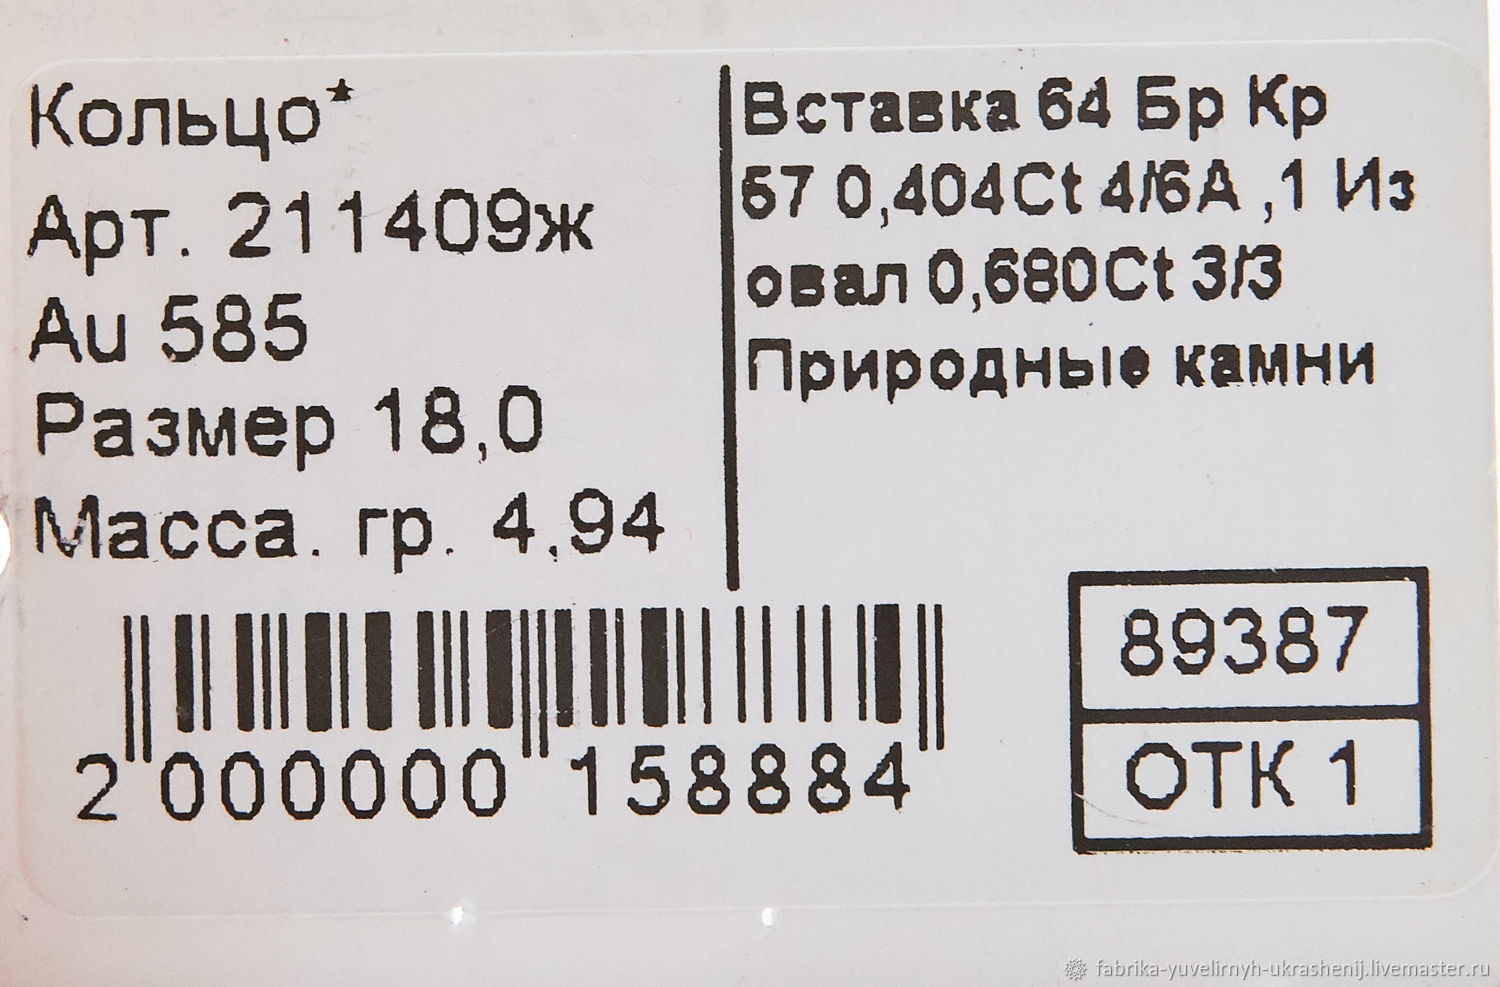 Кольцо*
Арт. 211409ж
Au 585
Размер 18,0
Масса. гр. 4,94
Вставка 64 Бр Кр
57 0,404Ct 4/6А ,1 Из
овал 0,680Ct 3/3
Природные камни
2 000000 158884
89387
ОТК 1
fabrika-yuvelirnyh-ukrashenij.livemaster.ru